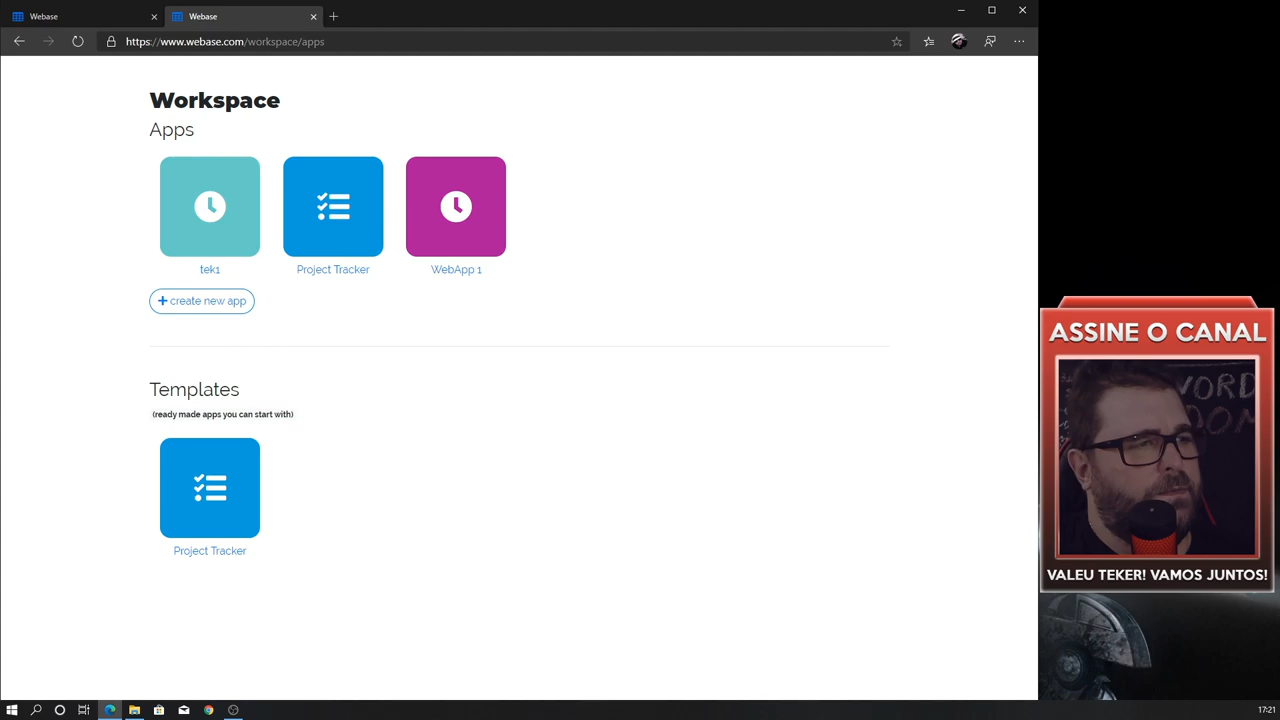 Webase
Webase
https://www.webase.com/workspace/apps
Workspace
Apps
tek1
Project Tracker
WebApp 1
+ create new app
Templates
(ready made apps you can start with)
Project Tracker
ASSINE O CANAL
WORD
VALEU TEKER! VAMOS JUNTOS!
17:21